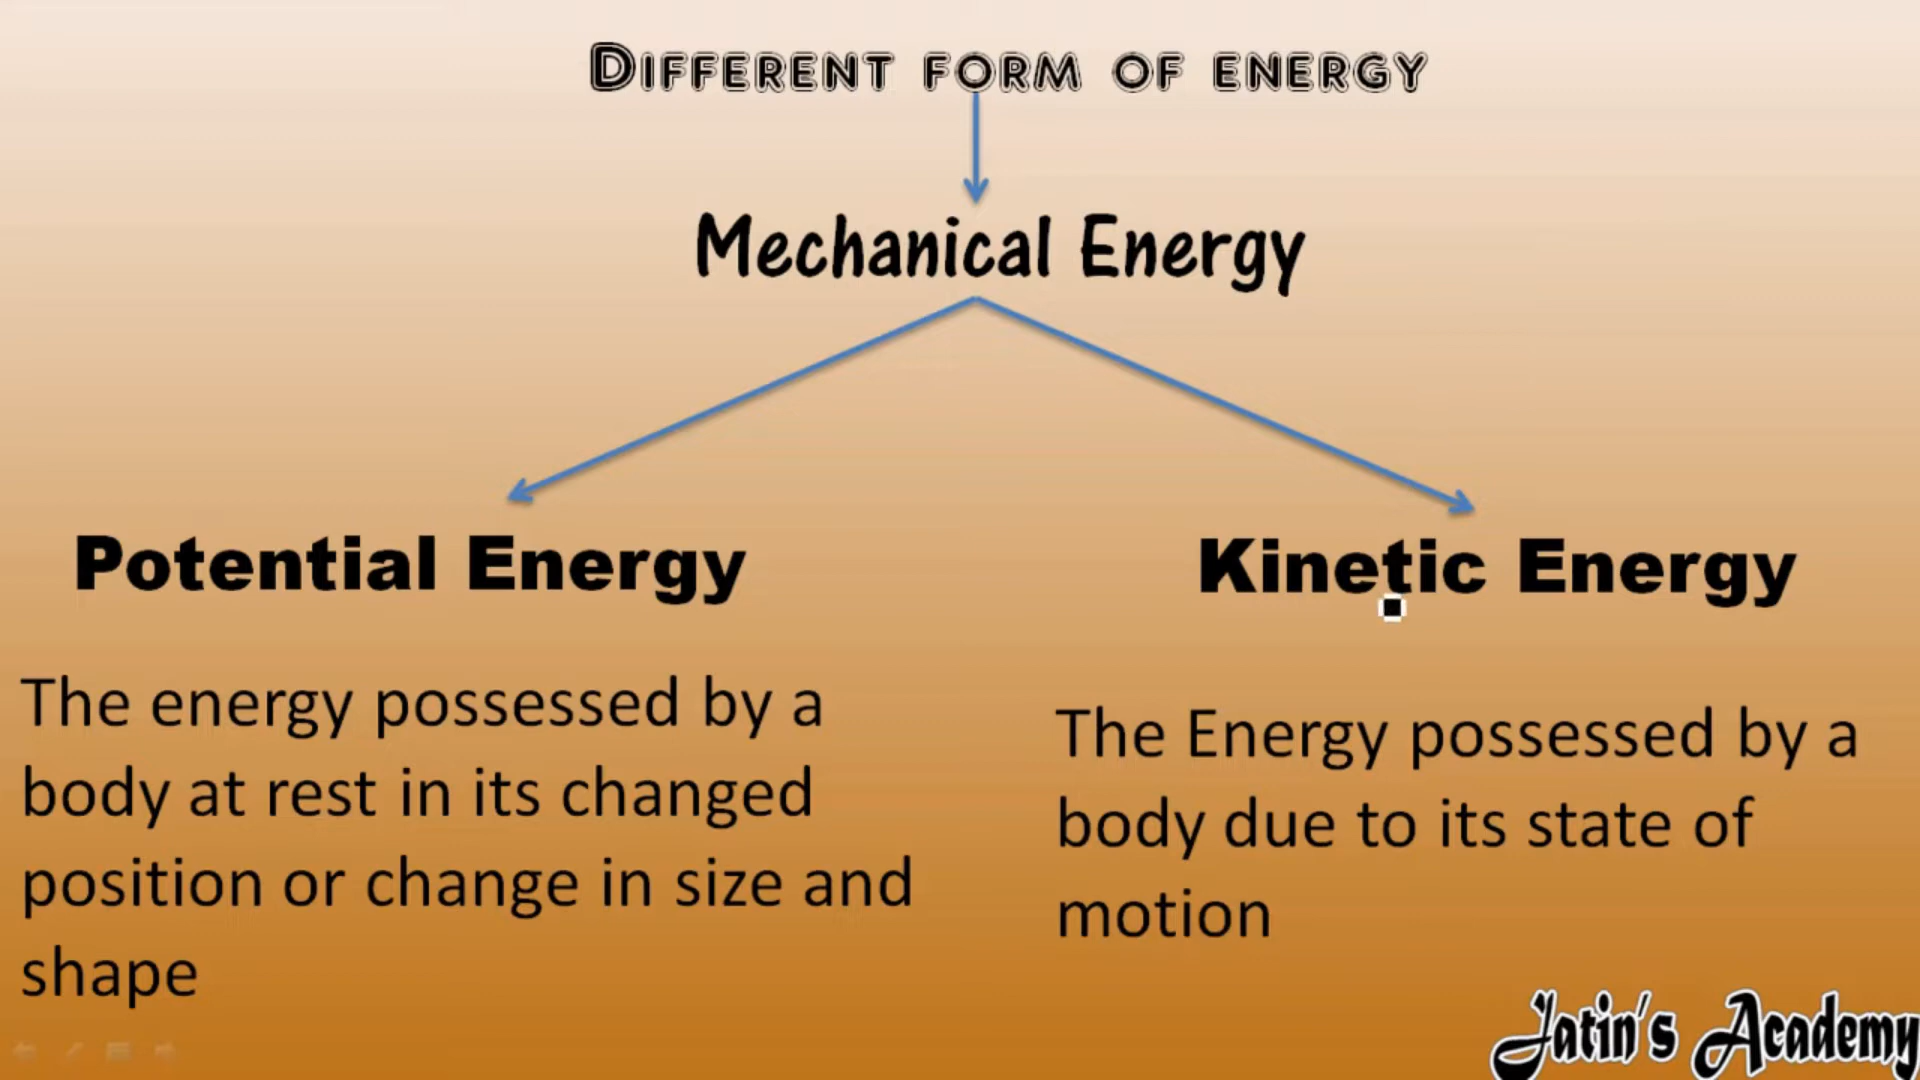 DIFFERENT FORM OF ENERGY
Mechanical Energy
Potential Energy
The energy possessed by a
body at rest in its changed
position or change in size and
shape
Kinetic Energy
The Energy possessed by a
body due to its state of
motion
Jatin's Academy